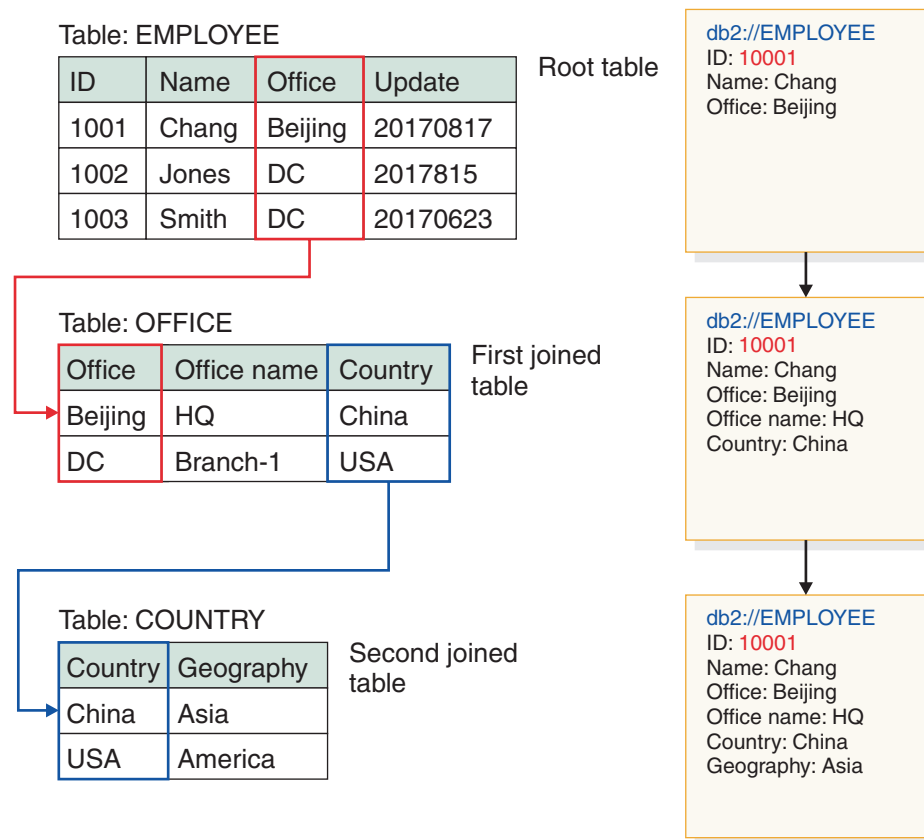 Table: EMPLOYEE
Root table
ID Name Office Update
1001 Chang Beijing 20170817
1002 Jones DC 2017815
1003 Smith DC 20170623
db2://EMPLOYEE
ID: 10001
Name: Chang
Office: Beijing
Table: OFFICE
First joined
table
Office Office name Country
Beijing HQ China
DC Branch-1 USA
db2://EMPLOYEE
ID: 10001
Name: Chang
Office: Beijing
Office name: HQ
Country: China
Table: COUNTRY
Second joined
table
Country Geography
China Asia
USA America
db2://EMPLOYEE
ID: 10001
Name: Chang
Office: Beijing
Office name: HQ
Country: China
Geography: Asia